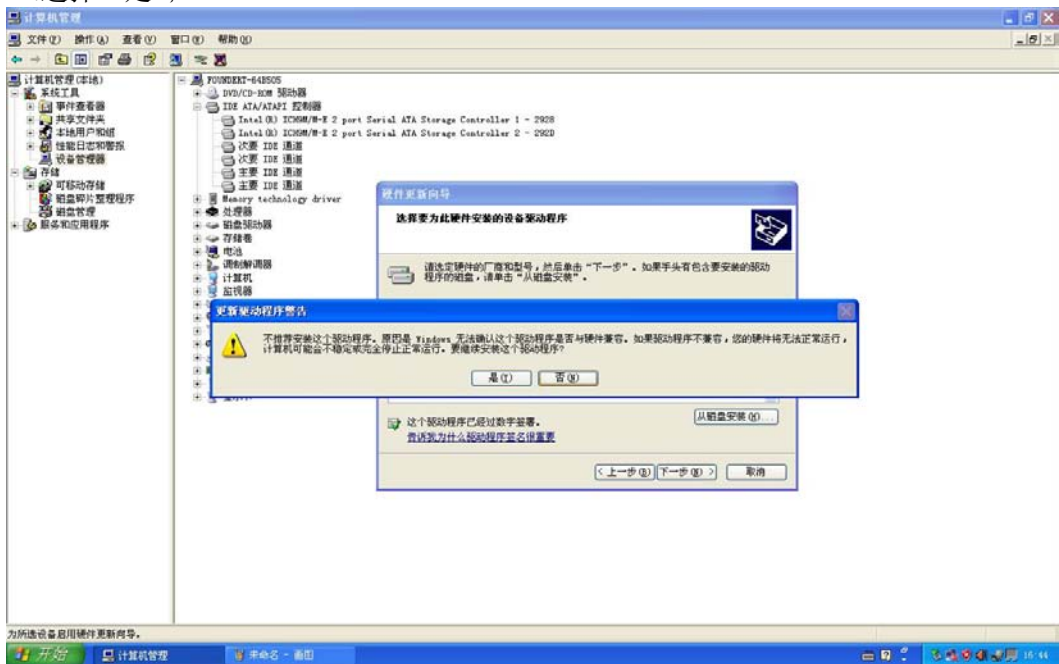 计算机管理
文件(F) 操作(A) 查看(V) 窗口(W) 帮助(H)
计算机管理(本地)
系统工具
事件查看器
共享文件夹
本地用户和组
性能日志和警报
设备管理器
存储
可移动存储
磁盘碎片整理程序
磁盘管理
服务和应用程序
FOUNDERT-64B505
DVD/CD-ROM 驱动器
IDE ATA/ATAPI 控制器
Intel(R) ICH9M/M-E 2 port Serial ATA Storage Controller 1 - 2928
Intel(R) ICH9M/M-E 2 port Serial ATA Storage Controller 2 - 292D
次要 IDE 通道
次要 IDE 通道
主要 IDE 通道
主要 IDE 通道
Memory technology driver
处理器
磁盘驱动器
存储卷
电池
调制解调器
计算机
监视器
硬件更新向导
选择要为此硬件安装的设备驱动程序
请选定硬件的厂商和型号，然后单击“下一步”。如果手头有包含要安装的驱动
程序的磁盘，请单击“从磁盘安装”。
更新驱动程序警告
不推荐安装这个驱动程序。原因是 Windows 无法确认这个驱动程序是否与硬件兼容。如果驱动程序不兼容，您的硬件将无法正常运行，
计算机可能会不稳定或完全停止正常运行。要继续安装这个驱动程序?
是(Y) 否(N)
从磁盘安装(H)...
这个驱动程序已经过数字签署。
告诉我为什么驱动程序签名很重要
< 上一步(B) 下一步(N) > 取消
为所选设备启用硬件更新向导。
开始 计算机管理 未命名 - 画图 16:44